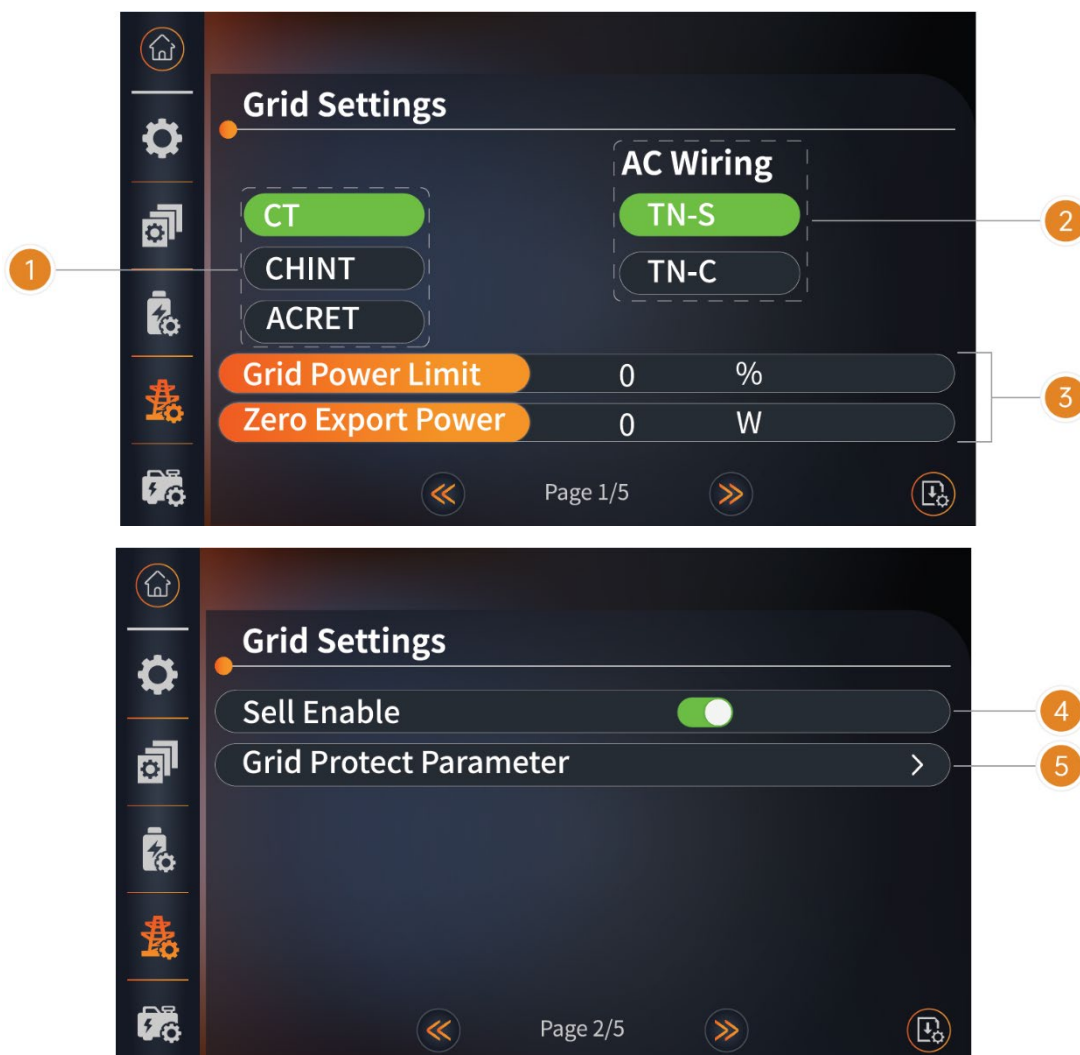 Grid Settings
AC Wiring
CT
TN-S
2
1
CHINT
TN-C
ACRET
Grid Power Limit 0 %
3
Zero Export Power 0 W
Page 1/5
Grid Settings
Sell Enable
4
Grid Protect Parameter >
5
Page 2/5